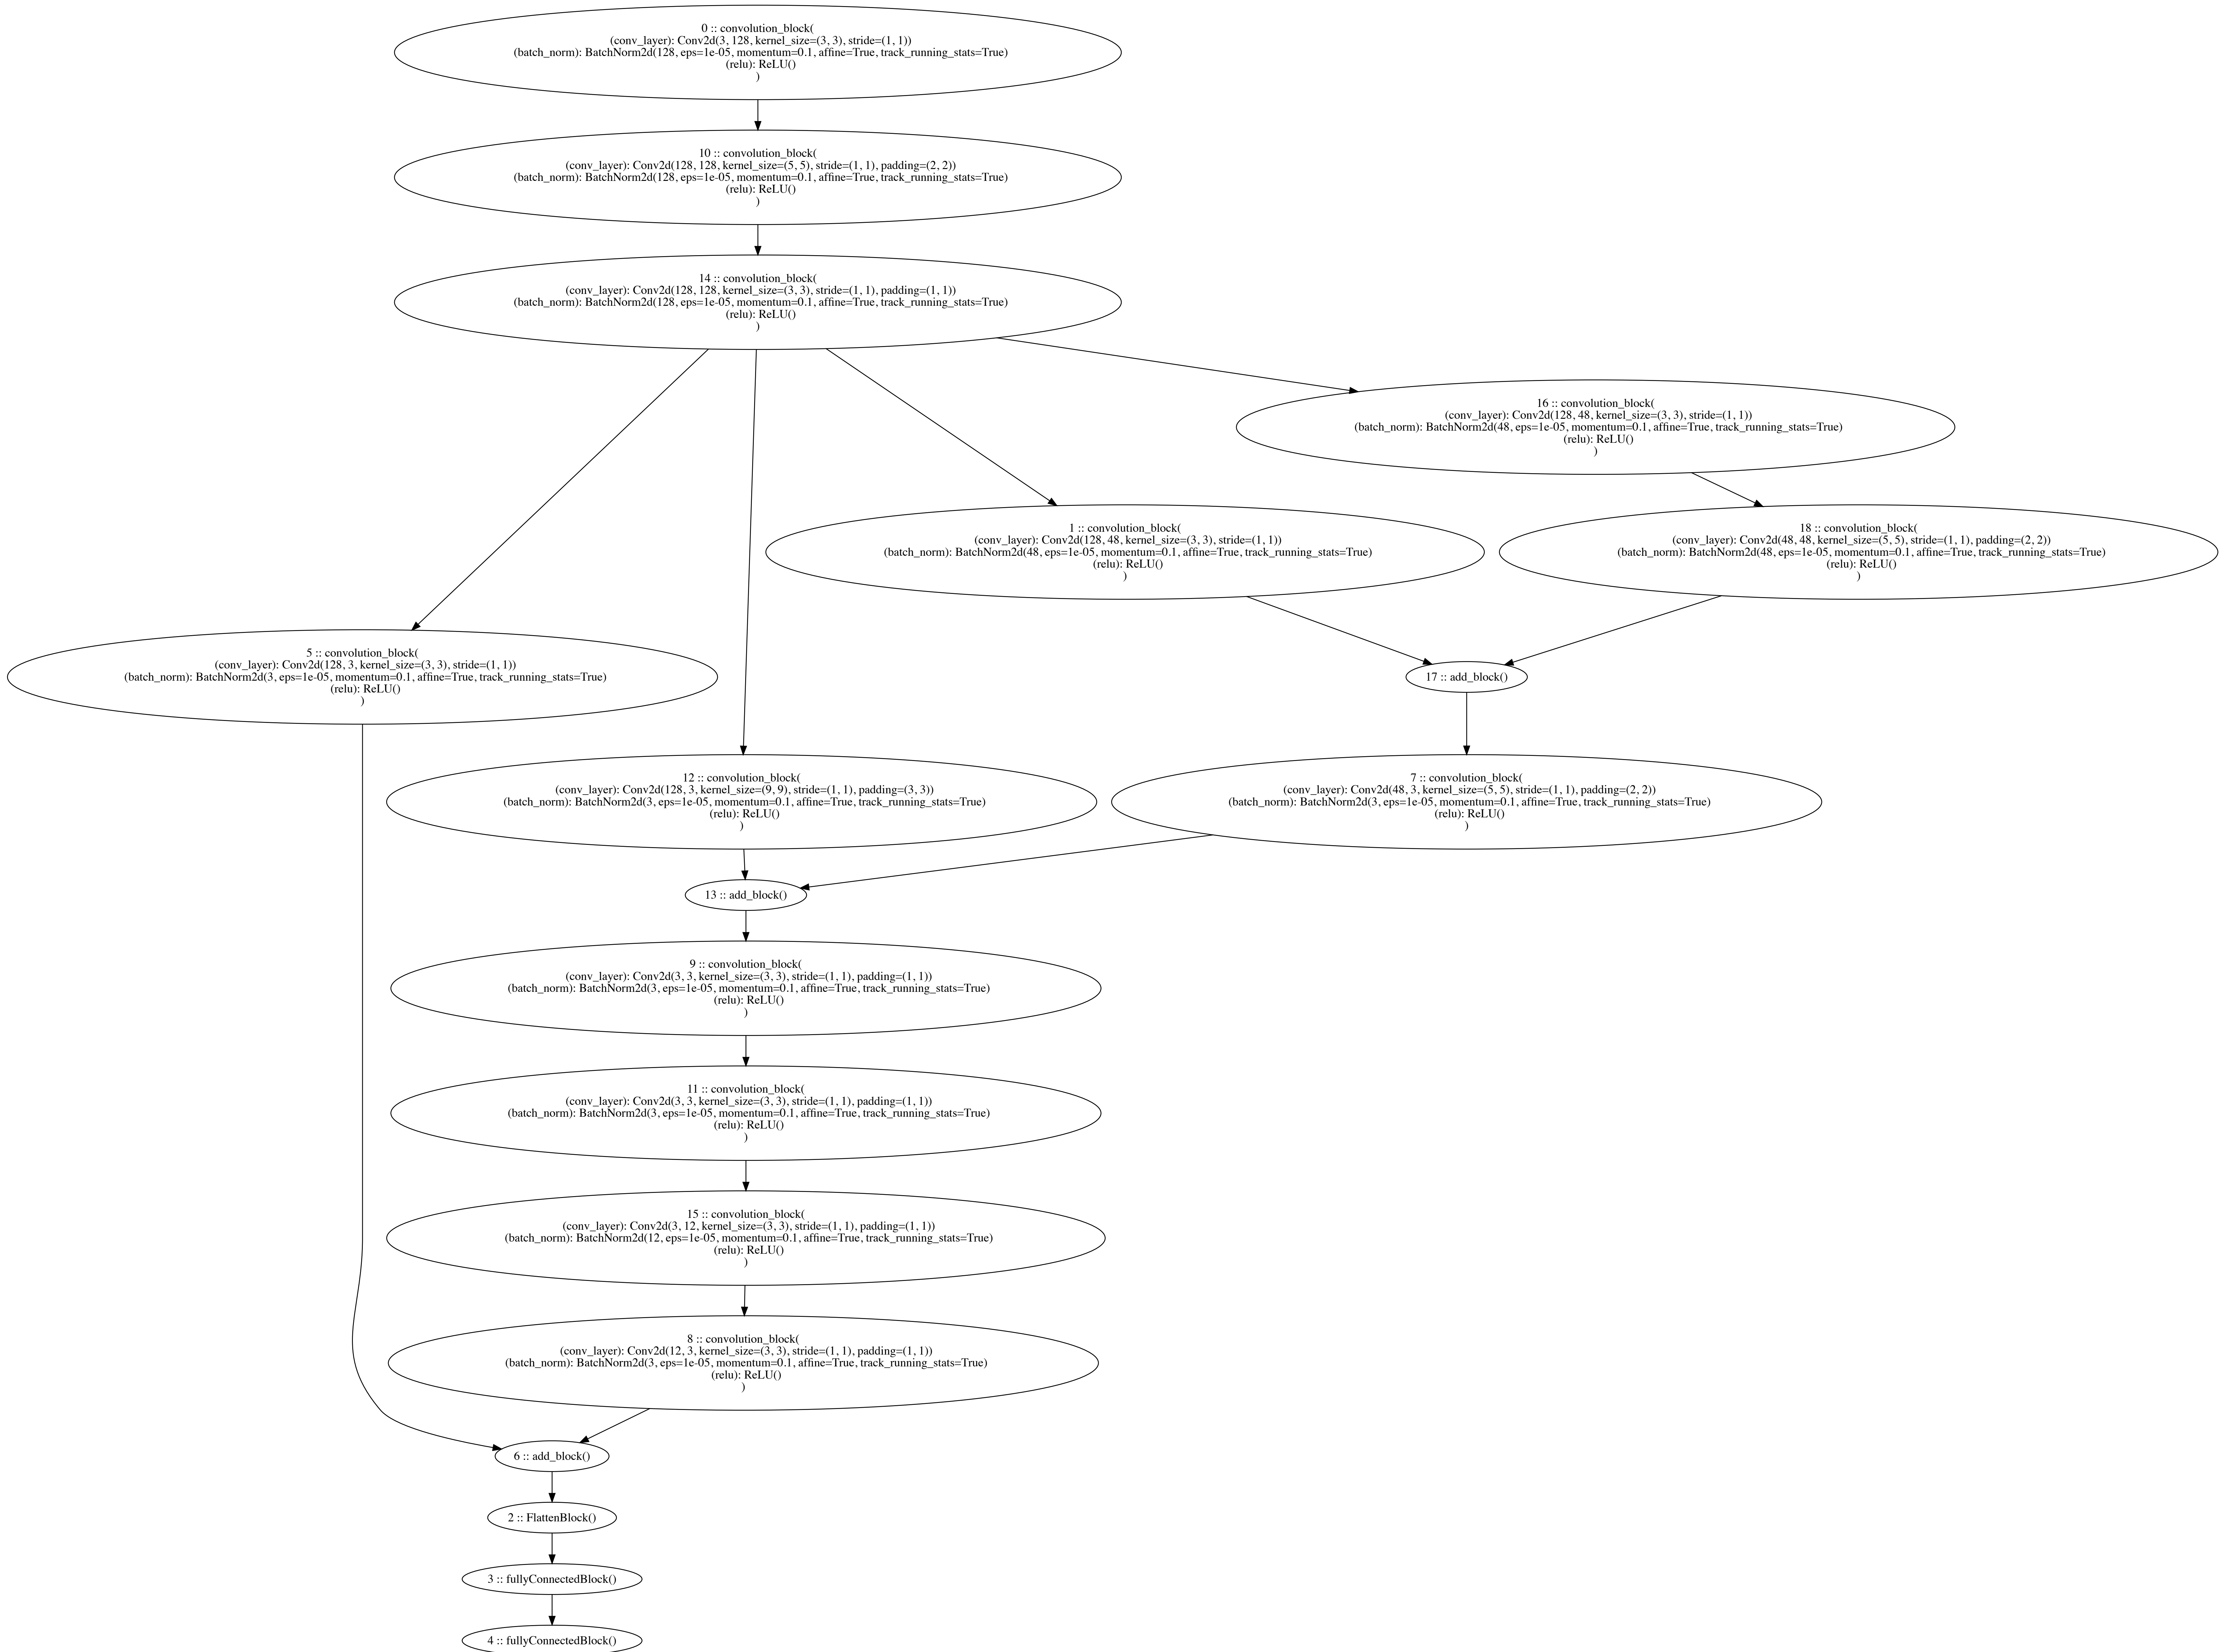 0 :: convolution_block(
(conv_layer): Conv2d(3, 128, kernel_size=(3, 3), stride=(1, 1))
(batch_norm): BatchNorm2d(128, eps=1e-05, momentum=0.1, affine=True, track_running_stats=True)
(relu): ReLU()
)
10 :: convolution_block(
(conv_layer): Conv2d(128, 128, kernel_size=(5, 5), stride=(1, 1), padding=(2, 2))
(batch_norm): BatchNorm2d(128, eps=1e-05, momentum=0.1, affine=True, track_running_stats=True)
(relu): ReLU()
)
14 :: convolution_block(
(conv_layer): Conv2d(128, 128, kernel_size=(3, 3), stride=(1, 1), padding=(1, 1))
(batch_norm): BatchNorm2d(128, eps=1e-05, momentum=0.1, affine=True, track_running_stats=True)
(relu): ReLU()
)
16 :: convolution_block(
(conv_layer): Conv2d(128, 48, kernel_size=(3, 3), stride=(1, 1))
(batch_norm): BatchNorm2d(48, eps=1e-05, momentum=0.1, affine=True, track_running_stats=True)
(relu): ReLU()
)
1 :: convolution_block(
(conv_layer): Conv2d(128, 48, kernel_size=(3, 3), stride=(1, 1))
(batch_norm): BatchNorm2d(48, eps=1e-05, momentum=0.1, affine=True, track_running_stats=True)
(relu): ReLU()
)
18 :: convolution_block(
(conv_layer): Conv2d(48, 48, kernel_size=(5, 5), stride=(1, 1), padding=(2, 2))
(batch_norm): BatchNorm2d(48, eps=1e-05, momentum=0.1, affine=True, track_running_stats=True)
(relu): ReLU()
)
5 :: convolution_block(
(conv_layer): Conv2d(128, 3, kernel_size=(3, 3), stride=(1, 1))
(batch_norm): BatchNorm2d(3, eps=1e-05, momentum=0.1, affine=True, track_running_stats=True)
(relu): ReLU()
)
17 :: add_block()
12 :: convolution_block(
(conv_layer): Conv2d(128, 3, kernel_size=(9, 9), stride=(1, 1), padding=(3, 3))
(batch_norm): BatchNorm2d(3, eps=1e-05, momentum=0.1, affine=True, track_running_stats=True)
(relu): ReLU()
)
7 :: convolution_block(
(conv_layer): Conv2d(48, 3, kernel_size=(5, 5), stride=(1, 1), padding=(2, 2))
(batch_norm): BatchNorm2d(3, eps=1e-05, momentum=0.1, affine=True, track_running_stats=True)
(relu): ReLU()
)
13 :: add_block()
9 :: convolution_block(
(conv_layer): Conv2d(3, 3, kernel_size=(3, 3), stride=(1, 1), padding=(1, 1))
(batch_norm): BatchNorm2d(3, eps=1e-05, momentum=0.1, affine=True, track_running_stats=True)
(relu): ReLU()
)
11 :: convolution_block(
(conv_layer): Conv2d(3, 3, kernel_size=(3, 3), stride=(1, 1), padding=(1, 1))
(batch_norm): BatchNorm2d(3, eps=1e-05, momentum=0.1, affine=True, track_running_stats=True)
(relu): ReLU()
)
15 :: convolution_block(
(conv_layer): Conv2d(3, 12, kernel_size=(3, 3), stride=(1, 1), padding=(1, 1))
(batch_norm): BatchNorm2d(12, eps=1e-05, momentum=0.1, affine=True, track_running_stats=True)
(relu): ReLU()
)
8 :: convolution_block(
(conv_layer): Conv2d(12, 3, kernel_size=(3, 3), stride=(1, 1), padding=(1, 1))
(batch_norm): BatchNorm2d(3, eps=1e-05, momentum=0.1, affine=True, track_running_stats=True)
(relu): ReLU()
)
6 :: add_block()
2 :: FlattenBlock()
3 :: fullyConnectedBlock()
4 :: fullyConnectedBlock()